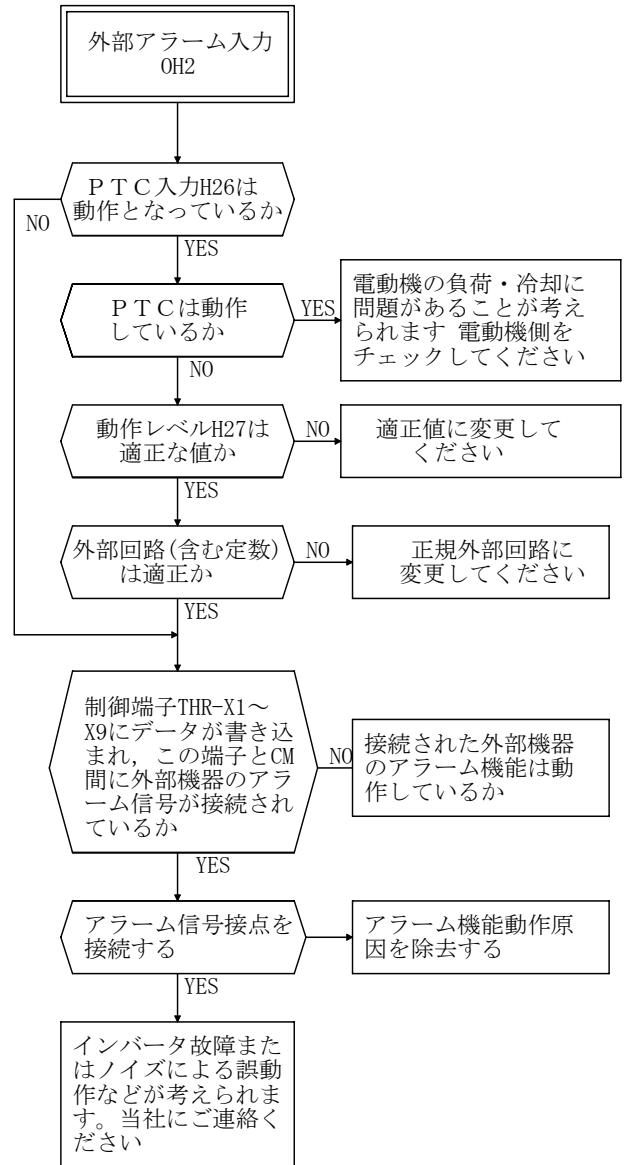 外部アラーム入力
OH2
ＰＴＣ入力H26は
動作となっているか
NO
YES
ＰＴＣは動作
しているか
YES
電動機の負荷・冷却に
問題があることが考え
られます 電動機側を
チェックしてください
NO
動作レベルH27は
適正な値か
NO
適正値に変更して
ください
YES
外部回路(含む定数)
は適正か
NO
正規外部回路に
変更してください
YES
制御端子THR-X1～
X9にデータが書き込
まれ，この端子とCM
間に外部機器のアラ
ーム信号が接続され
ているか
NO
接続された外部機器
のアラーム機能は動
作しているか
YES
アラーム信号接点を
接続する
アラーム機能動作原
因を除去する
YES
インバータ故障また
はノイズによる誤動
作などが考えられま
す。当社にご連絡く
ださい